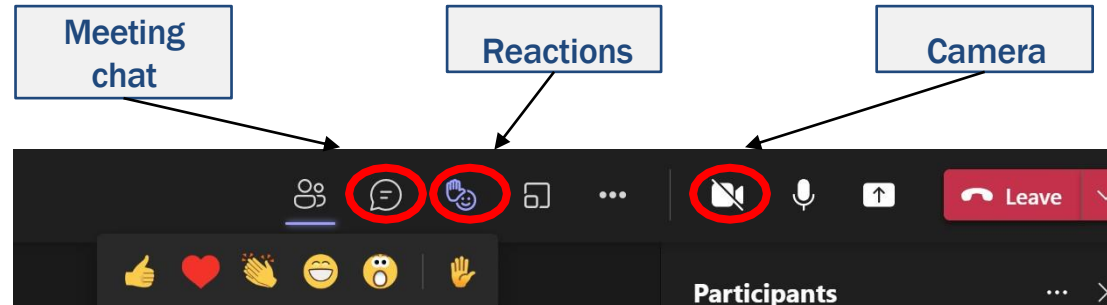 Meeting
chat
Reactions
Camera
Leave
Participants